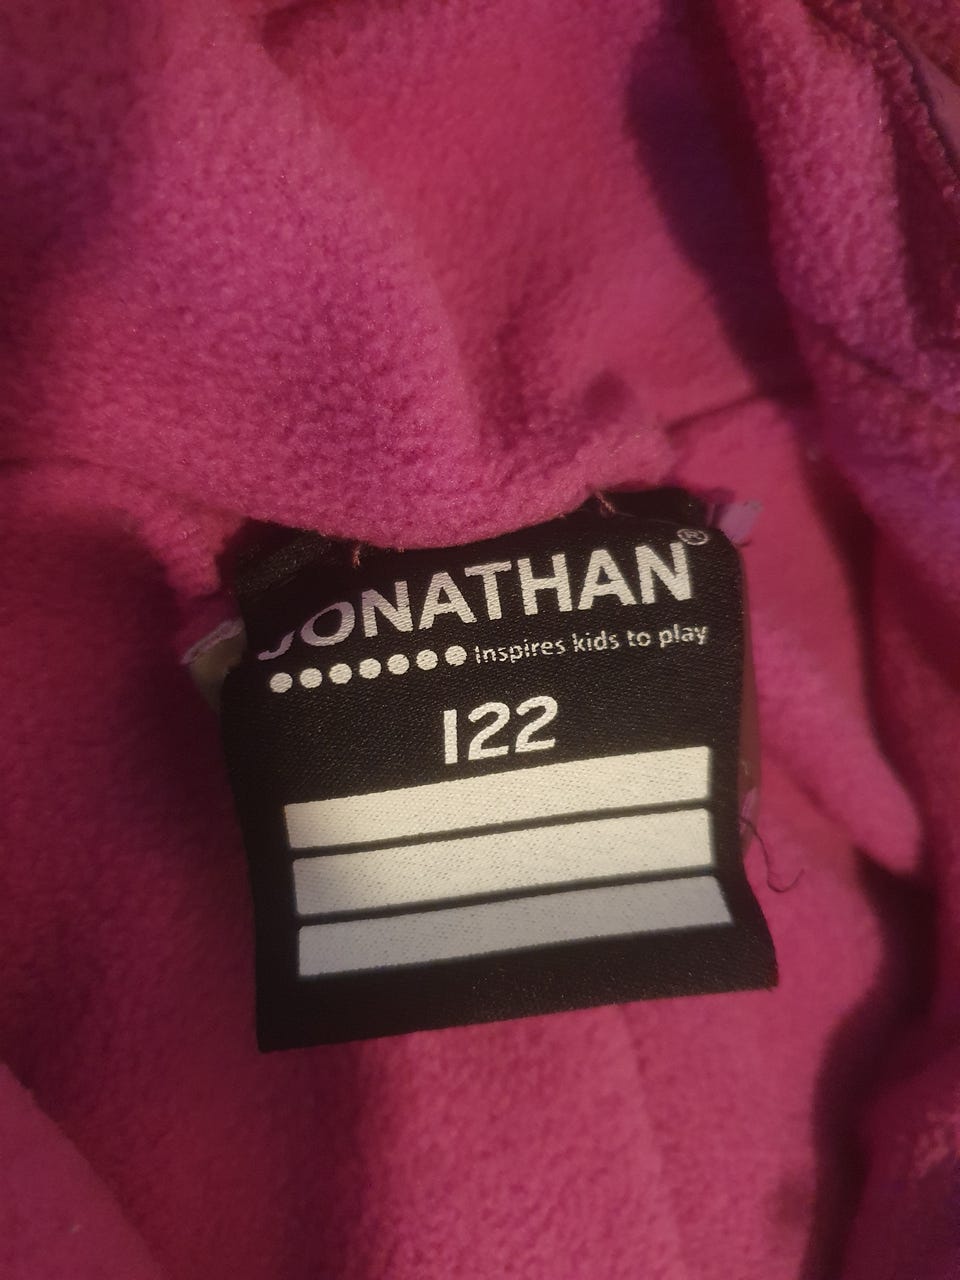 JONATHAN®
Inspires kids to play
122